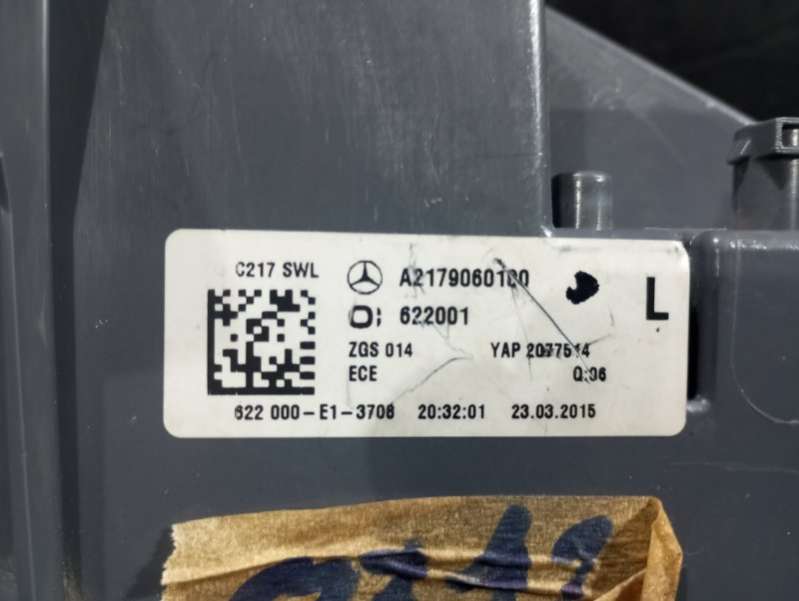 C217 SWL
A2179060100
622001
L
ZGS 014 YAP 2077514
ECE Q:06
622 000-E1-3706 20:32:01 23.03.2015